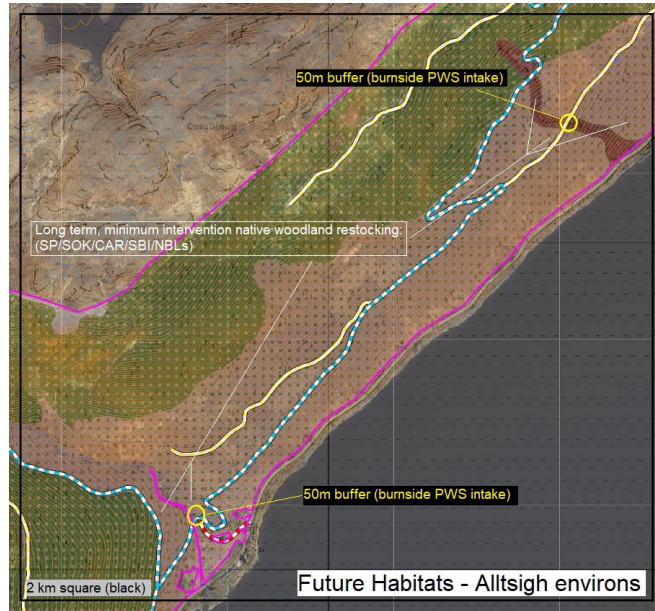 50m buffer (burnside PWS intake)
Long term, minimum intervention native woodland restocking:
(SP/SOK/CAR/SBI/NBLs)
50m buffer (burnside PWS intake)
2 km square (black)
Future Habitats - Alltsigh environs